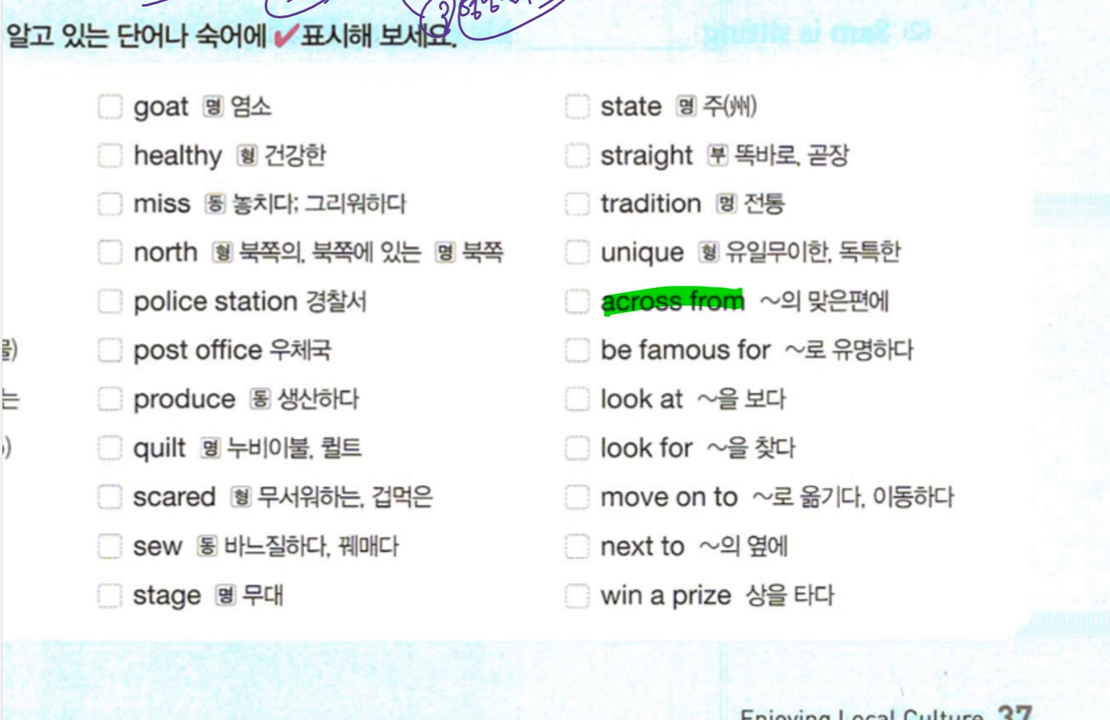 알고 있는 단어나 숙어에 ✓표시해 보세요.
goat 명 염소
healthy 형 건강한
miss 동 놓치다; 그리워하다
north 형 북쪽의, 북쪽에 있는 명 북쪽
police station 경찰서
post office 우체국
produce 동 생산하다
quilt 명 누비이불, 퀼트
scared 형 무서워하는, 겁먹은
sew 동 바느질하다, 꿰매다
stage 명 무대
state 명 주(州)
straight 부 똑바로, 곧장
tradition 명 전통
unique 형 유일무이한, 독특한
across from ~의 맞은편에
be famous for ~로 유명하다
look at ~을 보다
look for ~을 찾다
move on to ~로 옮기다, 이동하다
next to ~의 옆에
win a prize 상을 타다
Enjoying Local Culture 37